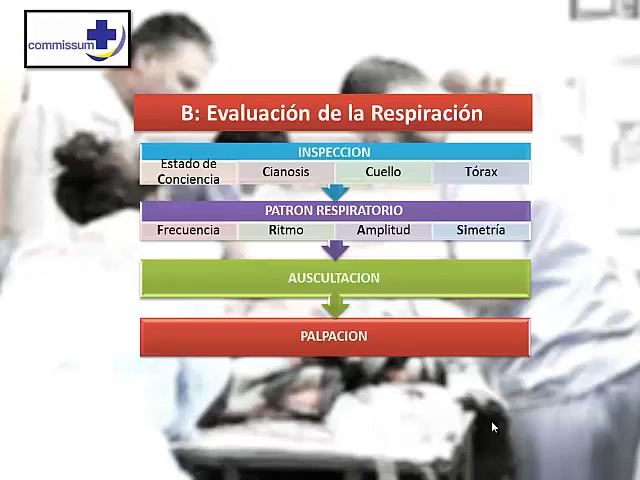 commissum
B: Evaluación de la Respiración
INSPECCION
Estado de
Conciencia
Cianosis
Cuello
Tórax
PATRON RESPIRATORIO
Frecuencia
Ritmo
Amplitud
Simetría
AUSCULTACION
PALPACION